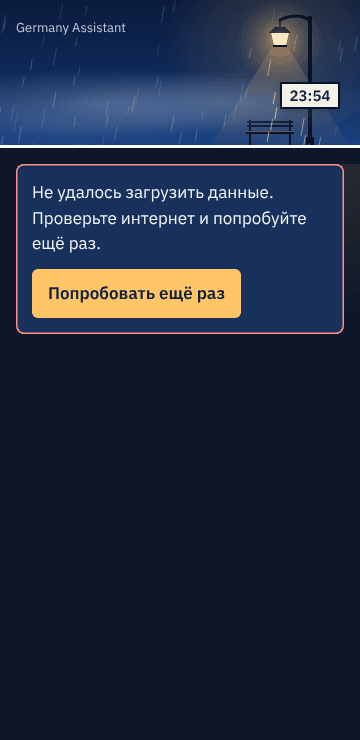 Germany Assistant
23:54
Не удалось загрузить данные.
Проверьте интернет и попробуйте
ещё раз.
Попробовать ещё раз